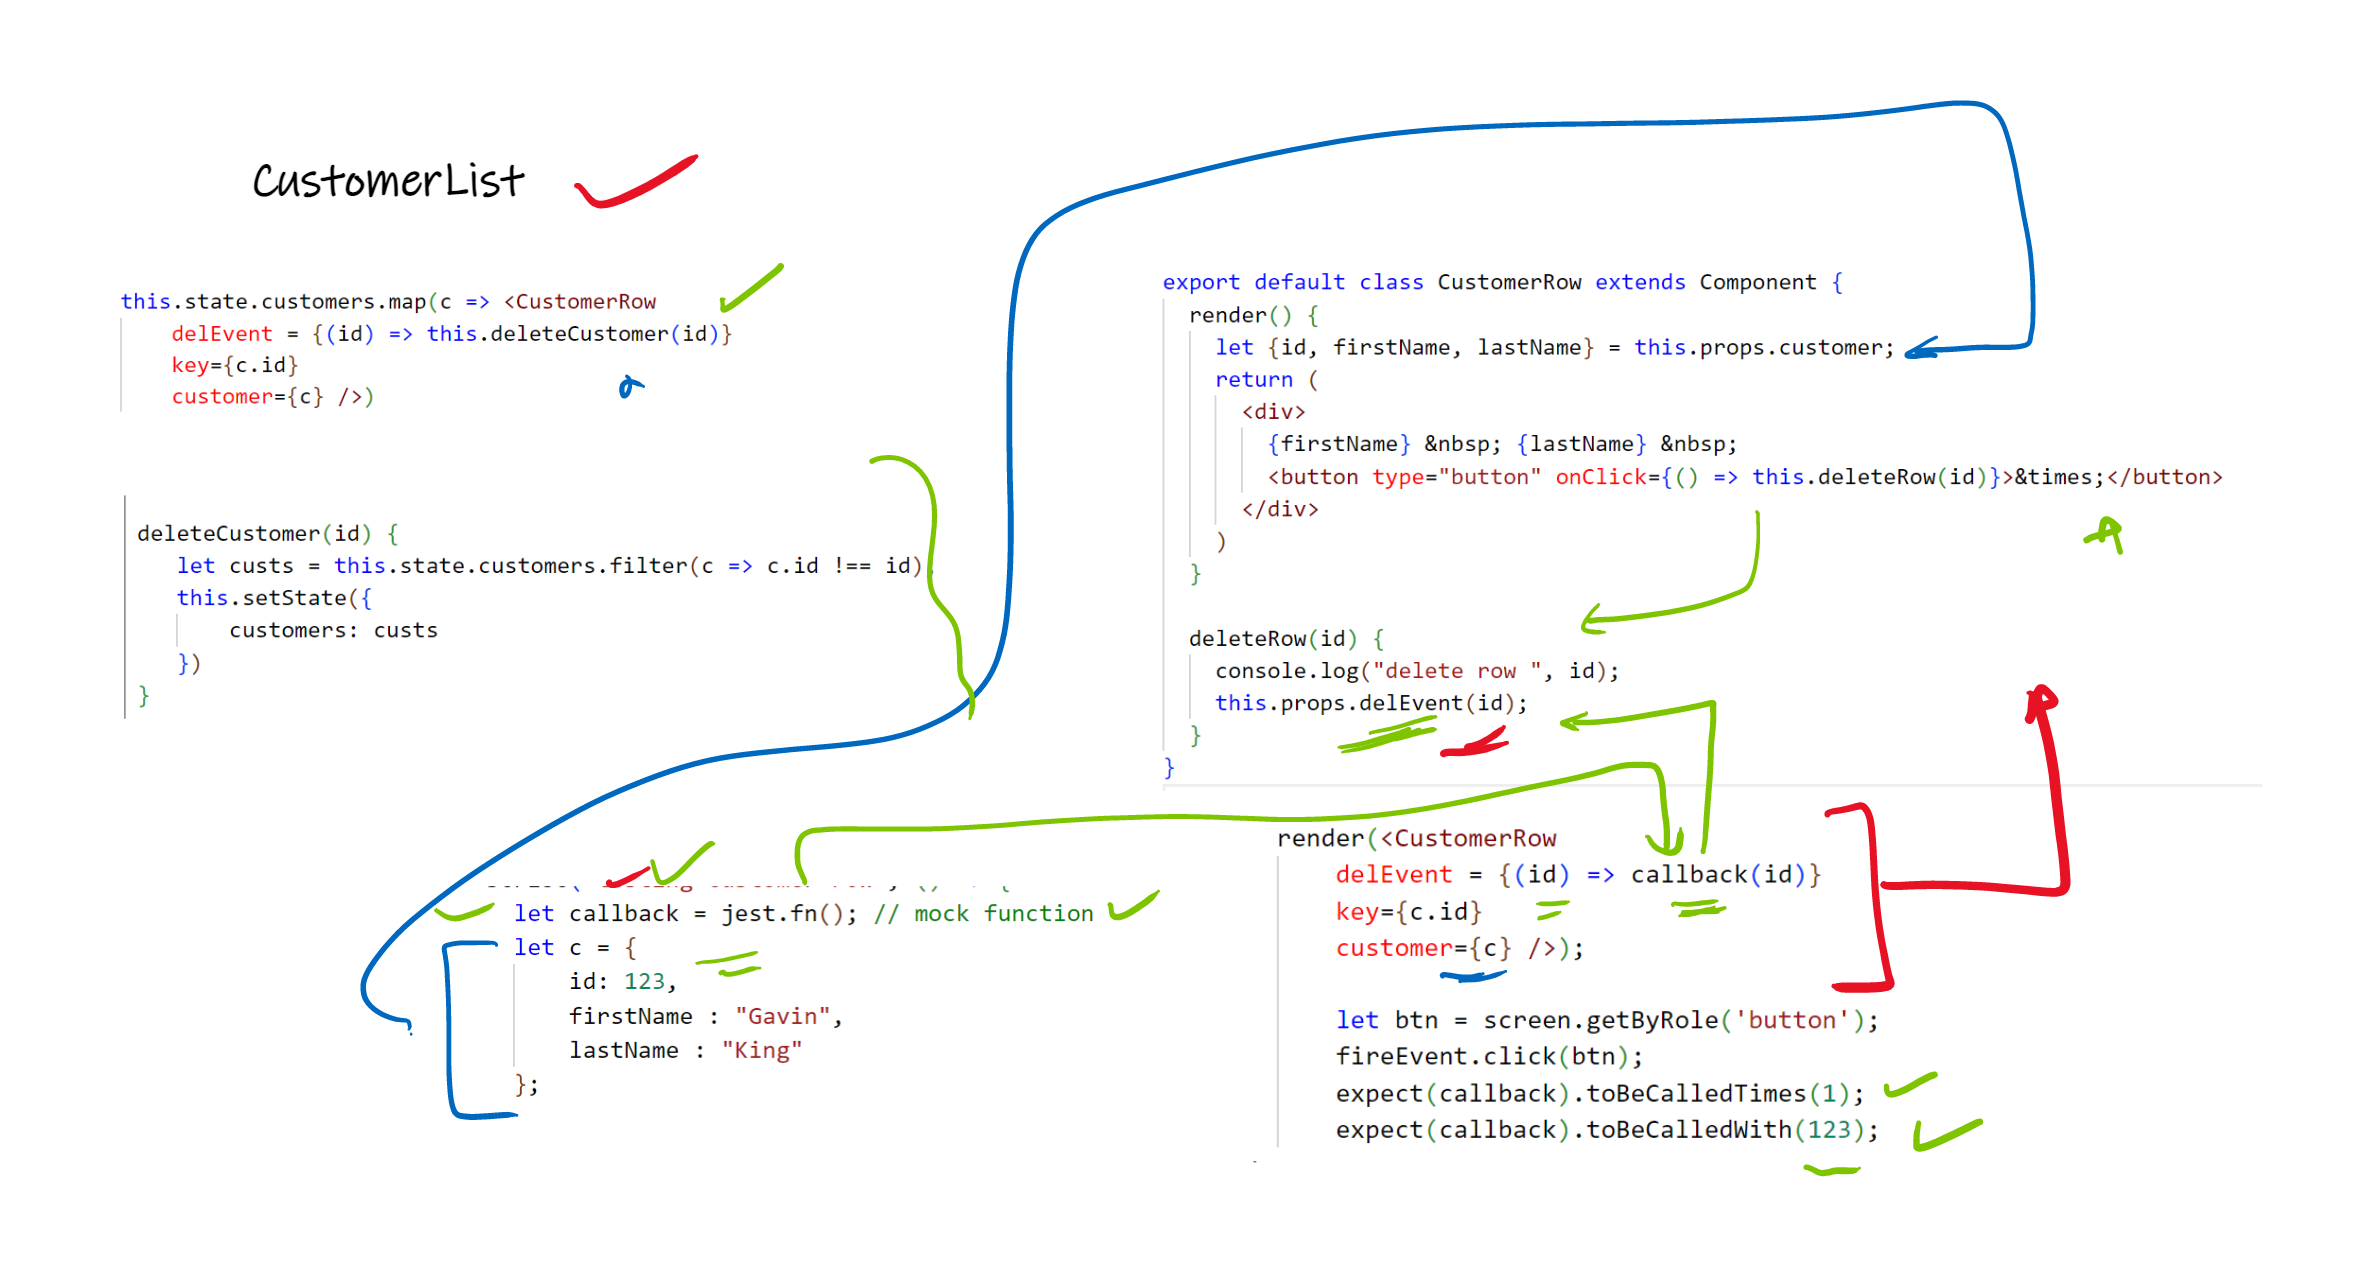 CustomerList
this.state.customers.map(c => <CustomerRow
delEvent = {(id) => this.deleteCustomer(id)}
key={c.id}
customer={c} />)
deleteCustomer(id) {
let custs = this.state.customers.filter(c => c.id !== id)
this.setState({
customers: custs
})
}
export default class CustomerRow extends Component {
render() {
let {id, firstName, lastName} = this.props.customer;
return (
<div>
{firstName} &nbsp; {lastName} &nbsp;
<button type="button" onClick={() => this.deleteRow(id)}>&times;</button>
</div>
)
}
deleteRow(id) {
console.log("delete row ", id);
this.props.delEvent(id);
}
}
let callback = jest.fn(); // mock function
let c = {
id: 123,
firstName : "Gavin",
lastName : "King"
};
render(<CustomerRow
delEvent = {(id) => callback(id)}
key={c.id}
customer={c} />);
let btn = screen.getByRole('button');
fireEvent.click(btn);
expect(callback).toBeCalledTimes(1);
expect(callback).toBeCalledWith(123);